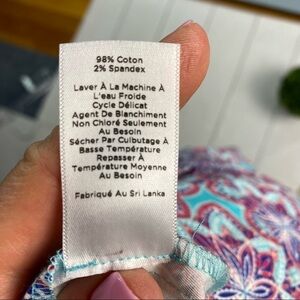 98% Coton
2% Spandex
Laver À La Machine À
L'eau Froide
Cycle Délicat
Agent De Blanchiment
Non Chloré Seulement
Au Besoin
Sécher Par Culbutage À
Basse Température
Repasser À
Température Moyenne
Au Besoin
Fabriqué Au Sri Lanka